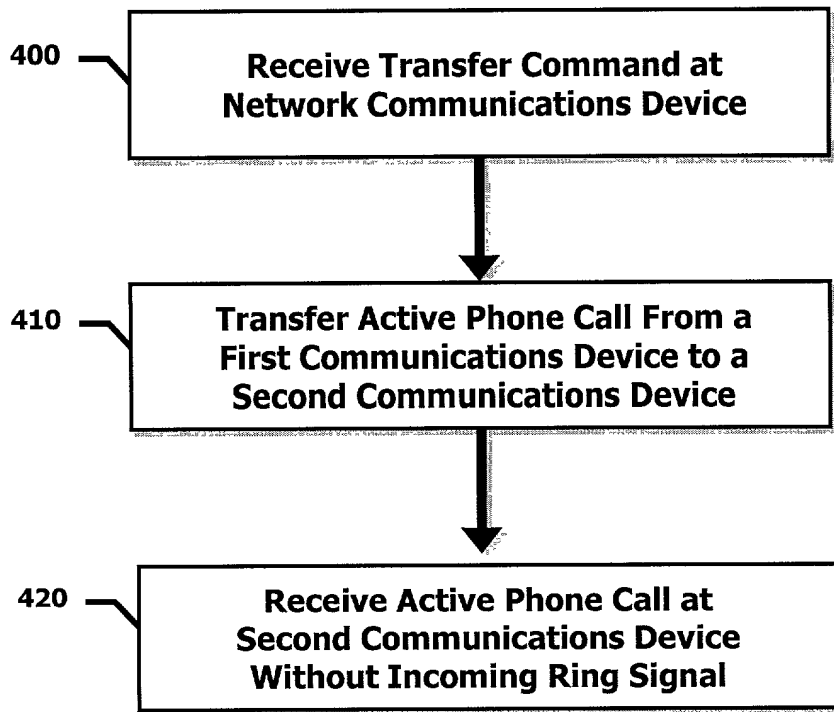 400
Receive Transfer Command at
Network Communications Device
410
Transfer Active Phone Call From a
First Communications Device to a
Second Communications Device
420
Receive Active Phone Call at
Second Communications Device
Without Incoming Ring Signal